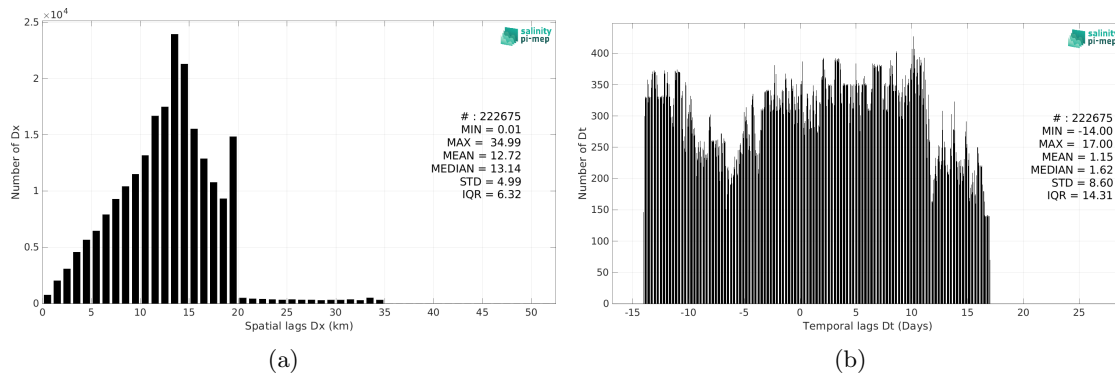 2.5 ×10⁴
2
1.5
1
0.5
0
Number of Dx
0 5 10 15 20 25 30 35 40 45 50
Spatial lags Dx (km)
salinity
pi-mep
# : 222675
MIN = 0.01
MAX = 34.99
MEAN = 12.72
MEDIAN = 13.14
STD = 4.99
IQR = 6.32
(a)
400
350
300
250
200
150
100
50
0
Number of Dt
-15 -10 -5 0 5 10 15 20 25
Temporal lags Dt (Days)
salinity
pi-mep
# : 222675
MIN = -14.00
MAX = 17.00
MEAN = 1.15
MEDIAN = 1.62
STD = 8.60
IQR = 14.31
(b)